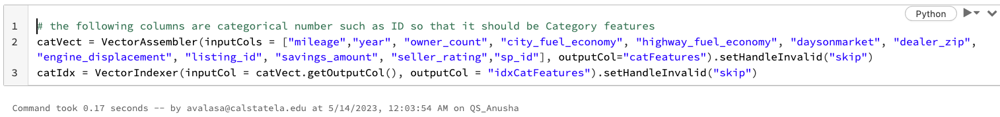 Python
1 # the following columns are categorical number such as ID so that it should be Category features
2 catVect = VectorAssembler(inputCols = ["mileage","year", "owner_count", "city_fuel_economy", "highway_fuel_economy", "daysonmarket", "dealer_zip",
"engine_displacement", "listing_id", "savings_amount", "seller_rating","sp_id"], outputCol="catFeatures").setHandleInvalid("skip")
3 catIdx = VectorIndexer(inputCol = catVect.getOutputCol(), outputCol = "idxCatFeatures").setHandleInvalid("skip")
Command took 0.17 seconds -- by avalasa@calstatela.edu at 5/14/2023, 12:03:54 AM on QS_Anusha